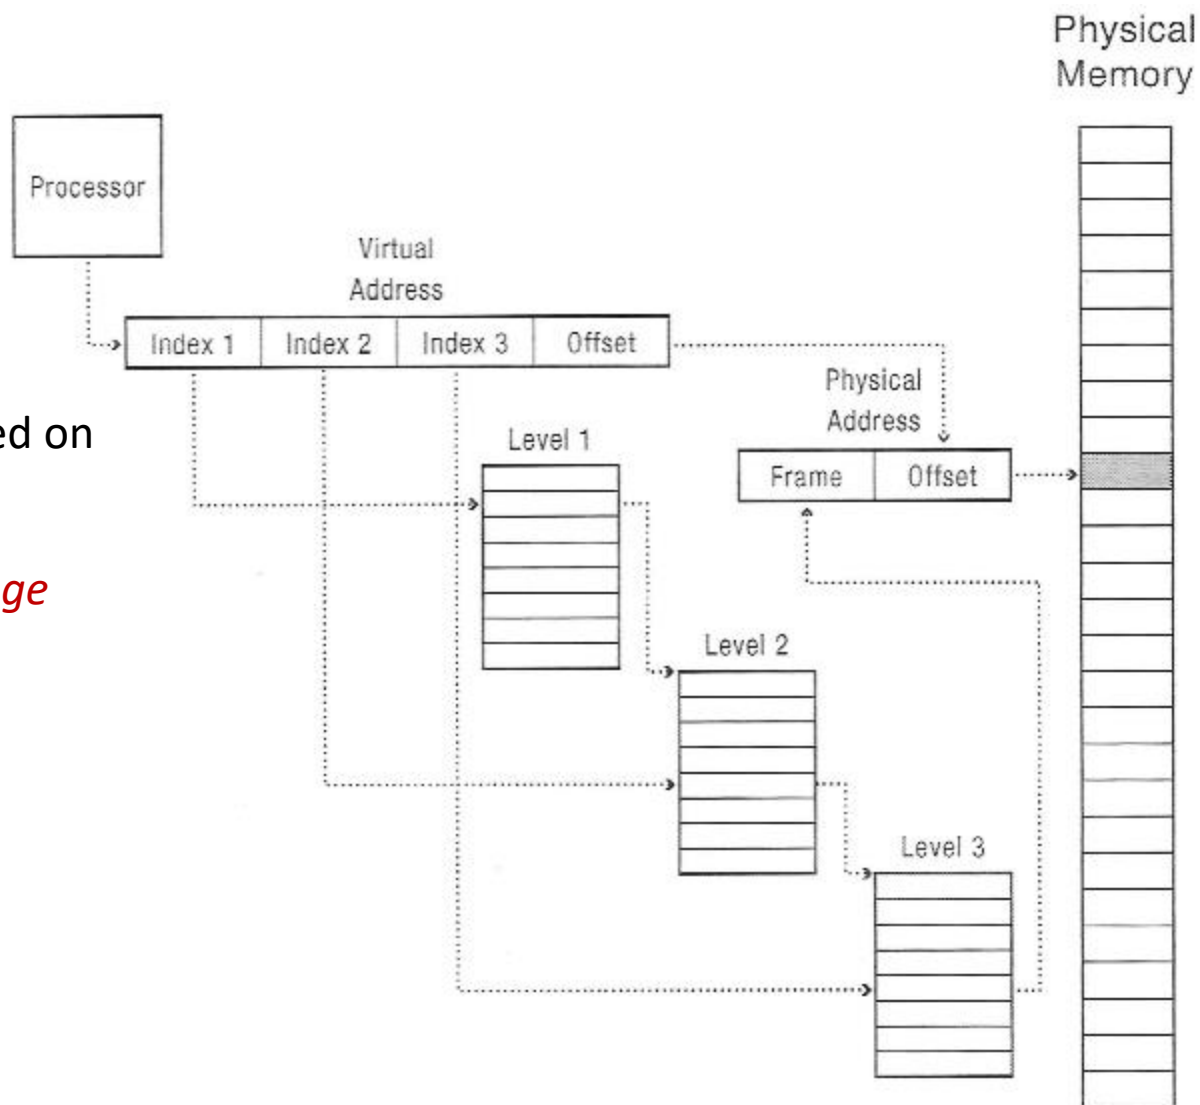 Physical
Memory
Processor
Virtual
Address
Index 1
Index 2
Index 3
Offset
Physical
Address
ed on
Level 1
Frame
Offset
ge
Level 2
Level 3